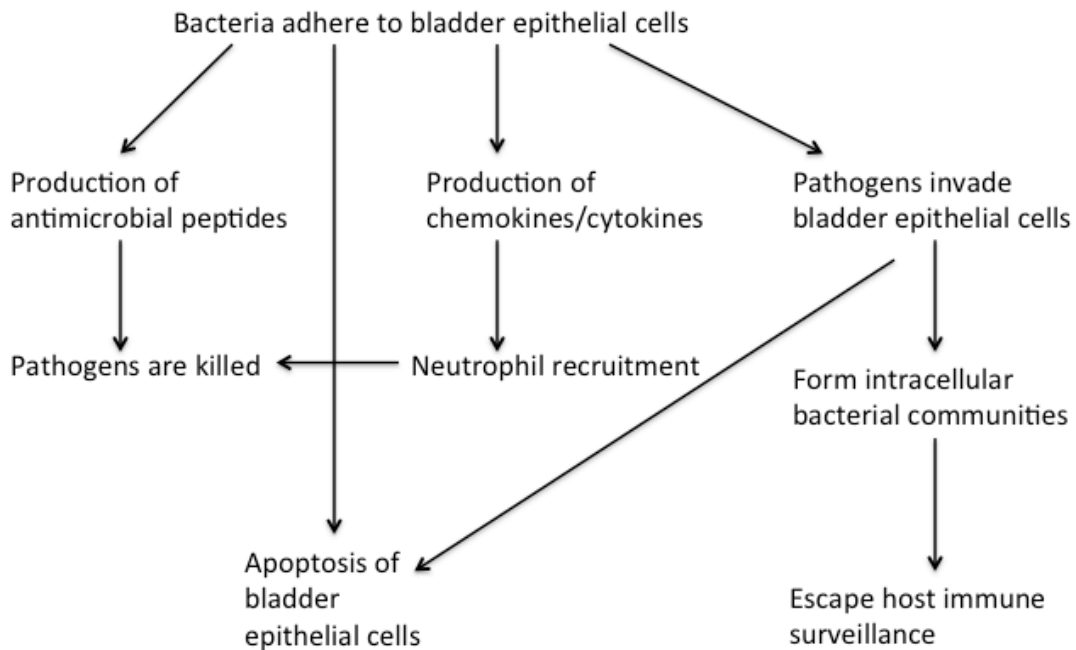 Bacteria adhere to bladder epithelial cells
Production of
antimicrobial peptides
Production of
chemokines/cytokines
Pathogens invade
bladder epithelial cells
Pathogens are killed
Neutrophil recruitment
Form intracellular
bacterial communities
Apoptosis of
bladder
epithelial cells
Escape host immune
surveillance